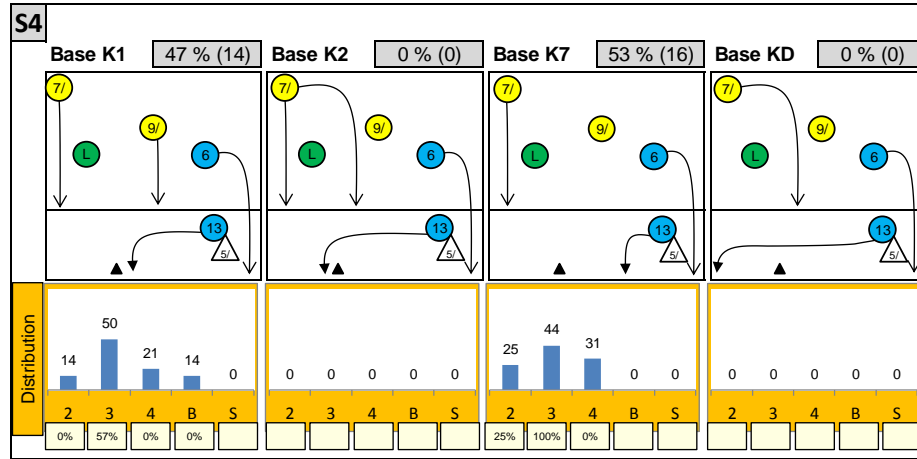 S4
Base K1 47 % (14) Base K2 0 % (0) Base K7 53 % (16) Base KD 0 % (0)
7/ 7/ 7/ 7/
9/ 9/ 9/ 9/
L 6 L 6 L 6 L 6
13 13 13 13
5/ 5/ 5/ 5/
Distribution
14 50 21 14 0 0 0 0 0 0 25 44 31 0 0 0 0 0 0 0
2 3 4 B S 2 3 4 B S 2 3 4 B S 2 3 4 B S
0% 57% 0% 0% 25% 100% 0%